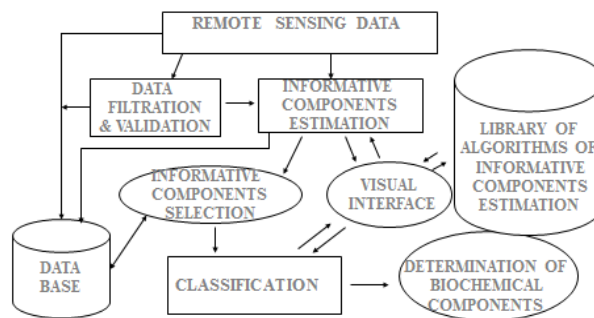 REMOTE SENSING DATA
DATA
FILTRATION
& VALIDATION
INFORMATIVE
COMPONENTS
ESTIMATION
LIBRARY OF
ALGORITHMS OF
INFORMATIVE
COMPONENTS
ESTIMATION
INFORMATIVE
COMPONENTS
SELECTION
VISUAL
INTERFACE
DATA
BASE
CLASSIFICATION
DETERMINATION OF
BIOCHEMICAL
COMPONENTS